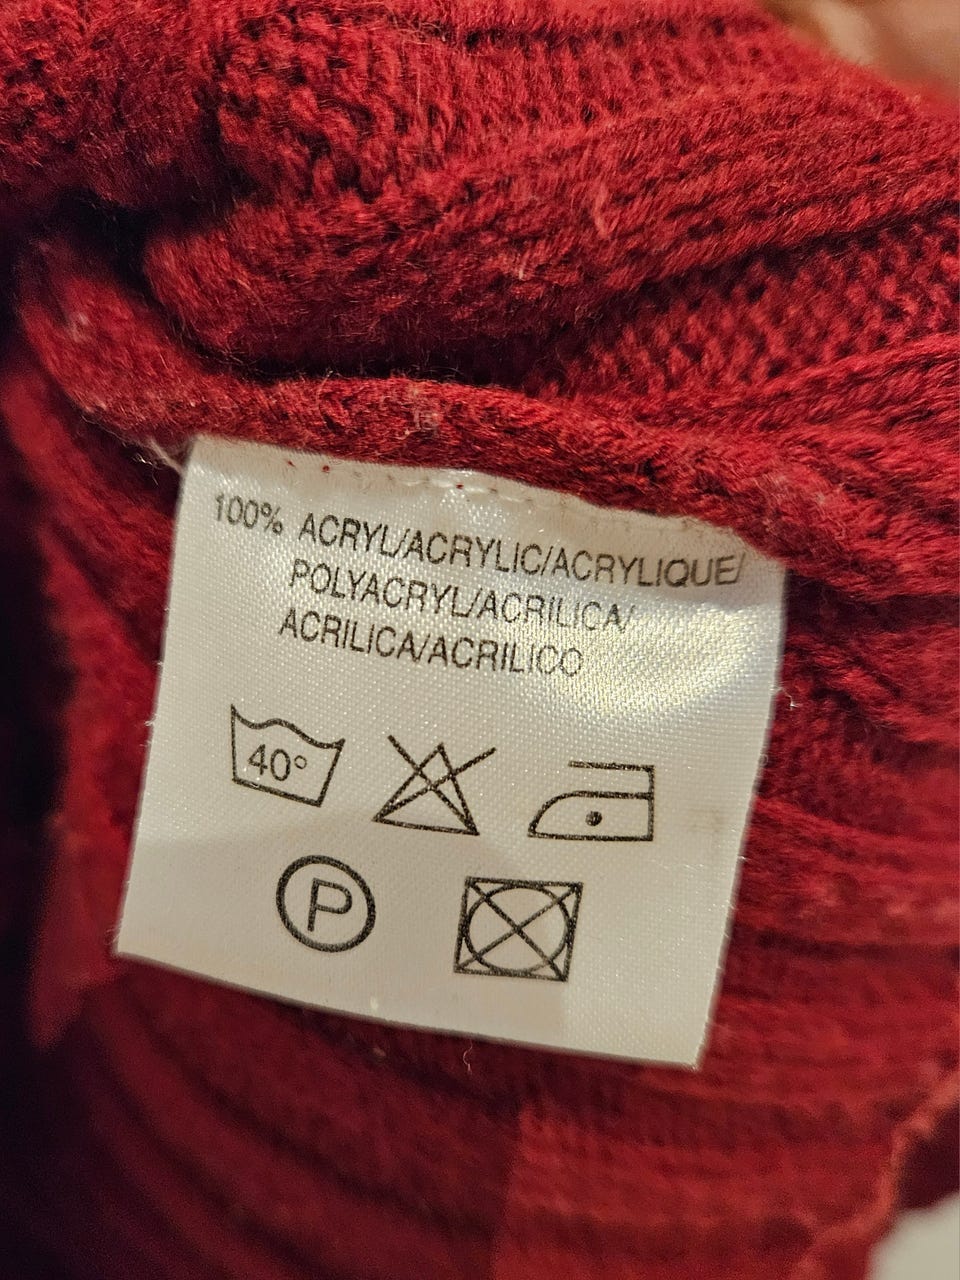 100% ACRYL/ACRYLIC/ACRYLIQUE/
POLYACRYL/ACRILICA/
ACRILICA/ACRILICO
40°
P